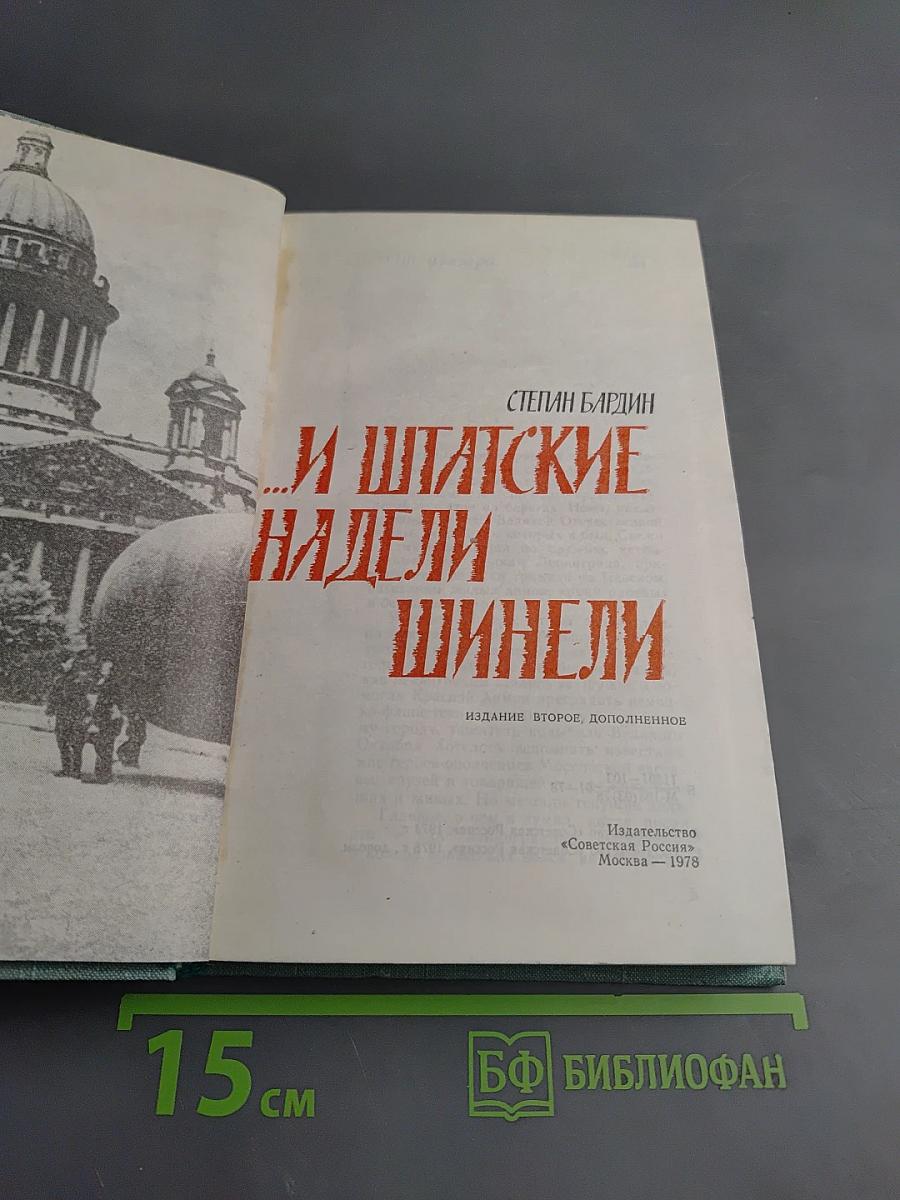 СТЕПАН БАРДИН
...И ШТАТСКИЕ
НАДЕЛИ
ШИНЕЛИ
ИЗДАНИЕ ВТОРОЕ, ДОПОЛНЕННОЕ
Издательство
«Советская Россия»
Москва — 1978
15 см
БФ БИБЛИОФАН